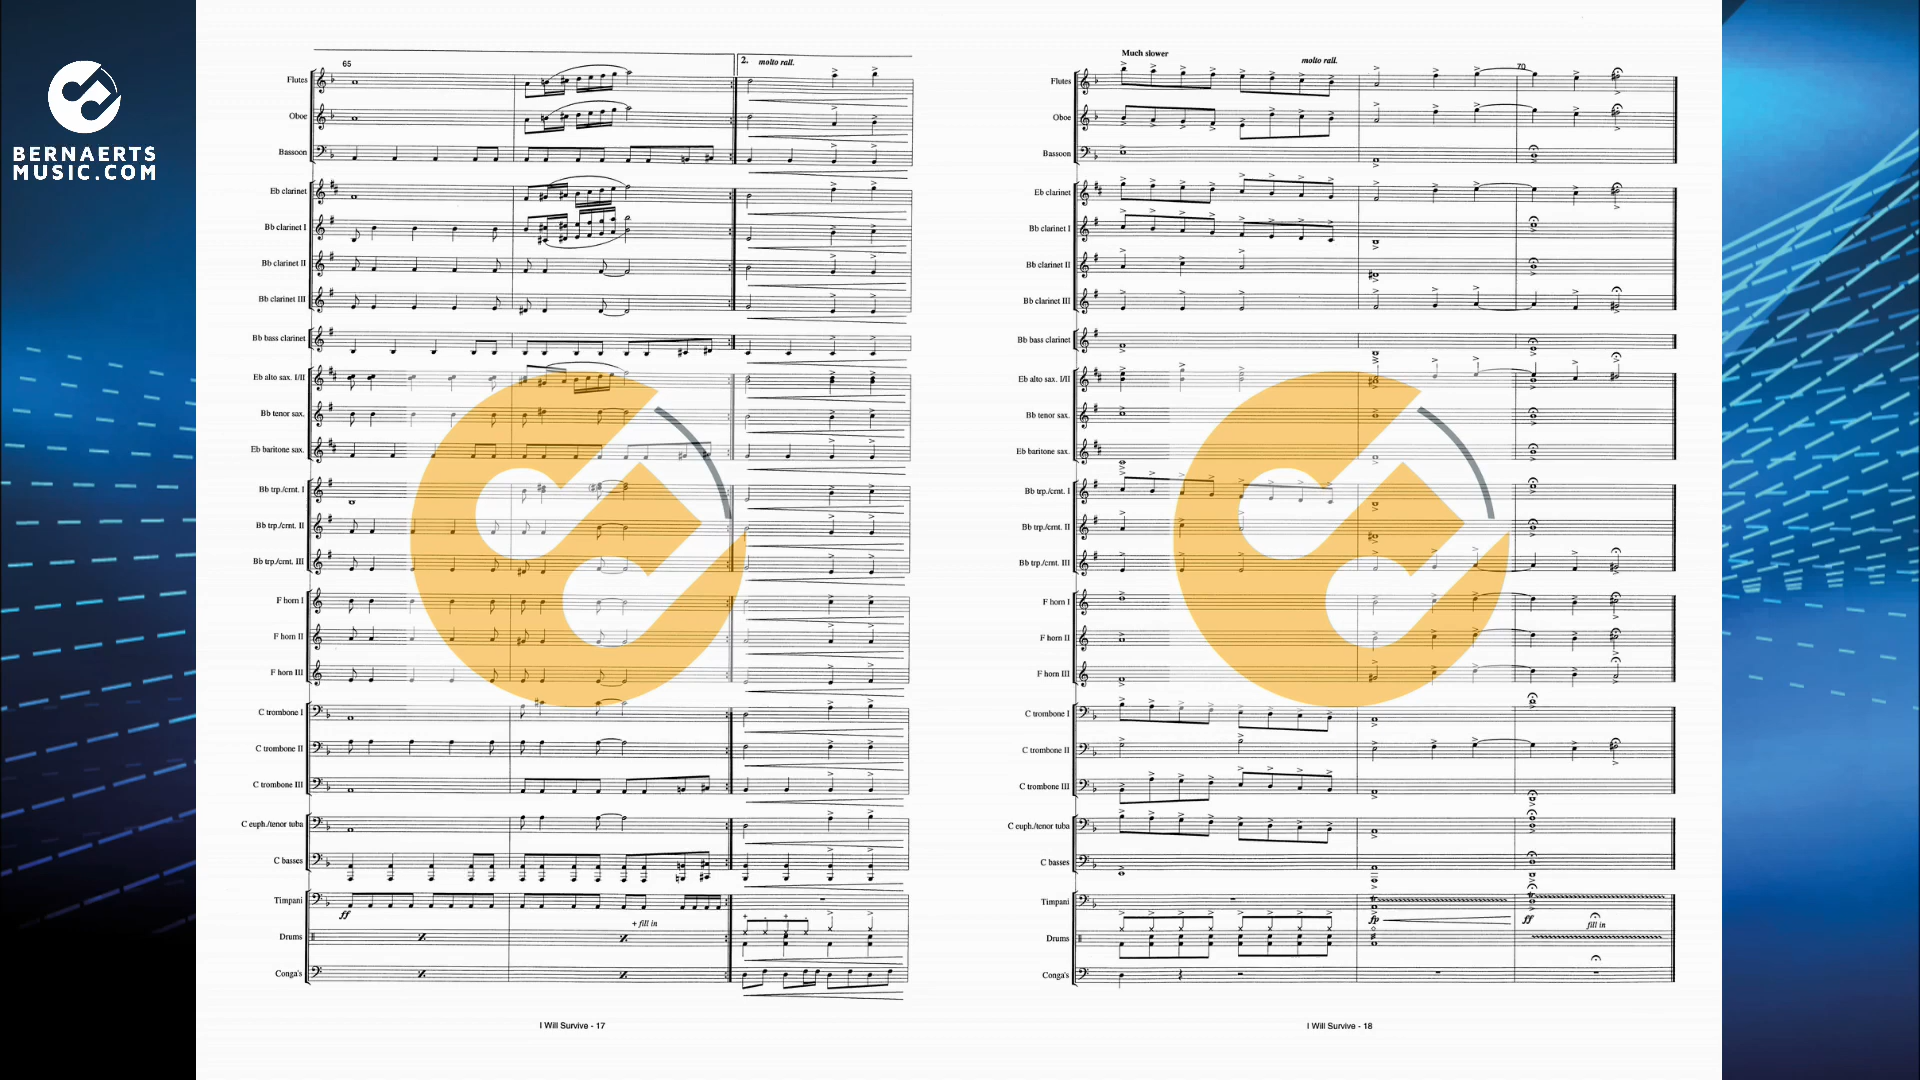 BERNAERTS
MUSIC.COM
65
2. molto rall.
Flutes
Oboe
Bassoon
Eb clarinet
Bb clarinet I
Bb clarinet II
Bb clarinet III
Bb bass clarinet
Eb alto sax. I/II
Bb tenor sax.
Eb baritone sax.
Bb trp./crnt. I
Bb trp./crnt. II
Bb trp./crnt. III
F horn I
F horn II
F horn III
C trombone I
C trombone II
C trombone III
C euph./tenor tuba
C basses
Timpani
ff
+ fill in
Drums
Conga's
I Will Survive - 17
Much slower
molto rall.
70
Flutes
Oboe
Bassoon
Eb clarinet
Bb clarinet I
Bb clarinet II
Bb clarinet III
Bb bass clarinet
Eb alto sax. I/II
Bb tenor sax.
Eb baritone sax.
Bb trp./crnt. I
Bb trp./crnt. II
Bb trp./crnt. III
F horn I
F horn II
F horn III
C trombone I
C trombone II
C trombone III
C euph./tenor tuba
C basses
Timpani
fp ff
fill in
Drums
Conga's
I Will Survive - 18